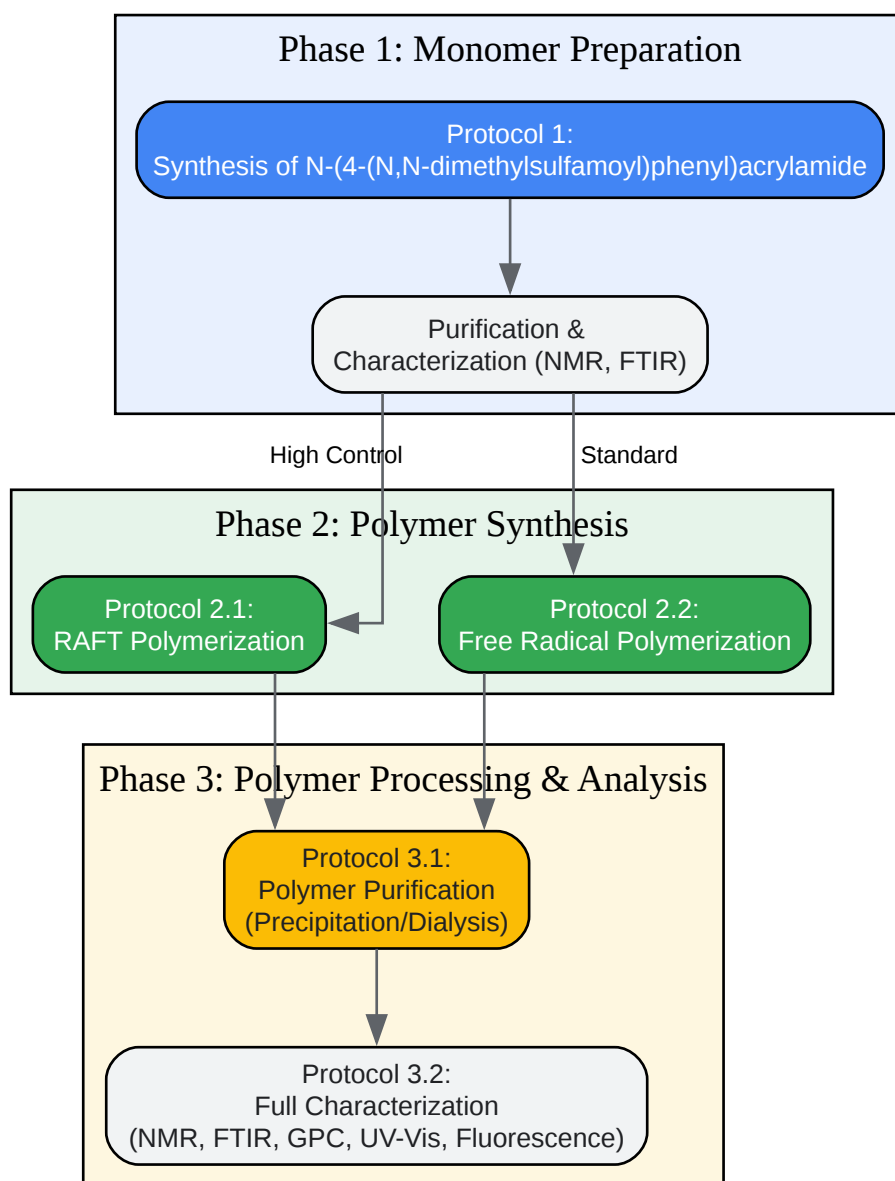 Phase 1: Monomer Preparation
Protocol 1:
Synthesis of N-(4-(N,N-dimethylsulfamoyl)phenyl)acrylamide
Purification &
Characterization (NMR, FTIR)
High Control
Standard
Phase 2: Polymer Synthesis
Protocol 2.1:
RAFT Polymerization
Protocol 2.2:
Free Radical Polymerization
Phase 3: Polymer Processing & Analysis
Protocol 3.1:
Polymer Purification
(Precipitation/Dialysis)
Protocol 3.2:
Full Characterization
(NMR, FTIR, GPC, UV-Vis, Fluorescence)